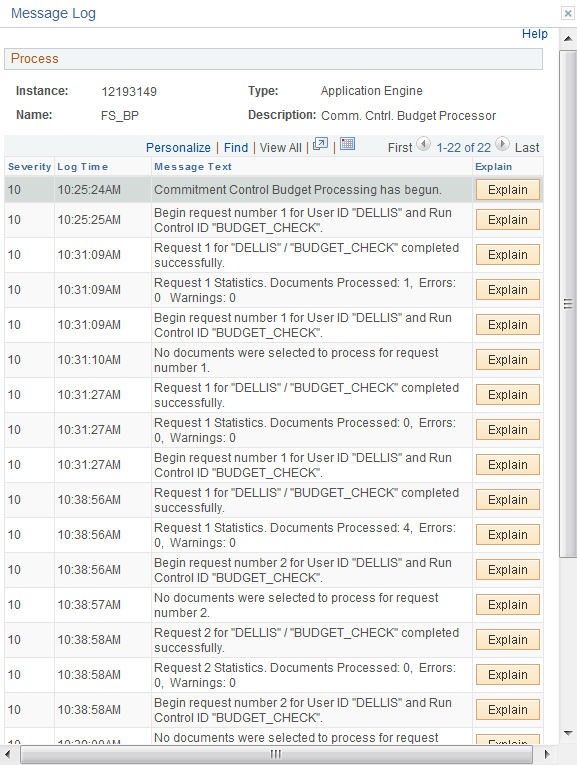 Message Log
Help
Process
Instance: 12193149 Type: Application Engine
Name: FS_BP Description: Comm. Cntrl. Budget Processor
Personalize | Find | View All | First 1-22 of 22 Last
Severity Log Time Message Text Explain
10 10:25:24AM Commitment Control Budget Processing has begun. Explain
10 10:25:25AM Begin request number 1 for User ID "DELLIS" and Run Explain
Control ID "BUDGET_CHECK".
10 10:31:09AM Request 1 for "DELLIS" / "BUDGET_CHECK" completed Explain
successfully.
10 10:31:09AM Request 1 Statistics. Documents Processed: 1, Errors: Explain
0 Warnings: 0
10 10:31:09AM Begin request number 1 for User ID "DELLIS" and Run Explain
Control ID "BUDGET_CHECK".
10 10:31:10AM No documents were selected to process for request Explain
number 1.
10 10:31:27AM Request 1 for "DELLIS" / "BUDGET_CHECK" completed Explain
successfully.
10 10:31:27AM Request 1 Statistics. Documents Processed: 0, Errors: Explain
0, Warnings: 0
10 10:31:27AM Begin request number 1 for User ID "DELLIS" and Run Explain
Control ID "BUDGET_CHECK".
10 10:38:56AM Request 1 for "DELLIS" / "BUDGET_CHECK" completed Explain
successfully.
10 10:38:56AM Request 1 Statistics. Documents Processed: 4, Errors: Explain
0, Warnings: 0
10 10:38:56AM Begin request number 2 for User ID "DELLIS" and Run Explain
Control ID "BUDGET_CHECK".
10 10:38:57AM No documents were selected to process for request Explain
number 2.
10 10:38:58AM Request 2 for "DELLIS" / "BUDGET_CHECK" completed Explain
successfully.
10 10:38:58AM Request 2 Statistics. Documents Processed: 0, Errors: Explain
0, Warnings: 0
10 10:38:58AM Begin request number 2 for User ID "DELLIS" and Run Explain
Control ID "BUDGET_CHECK".
10 No documents were selected to process for request Explain